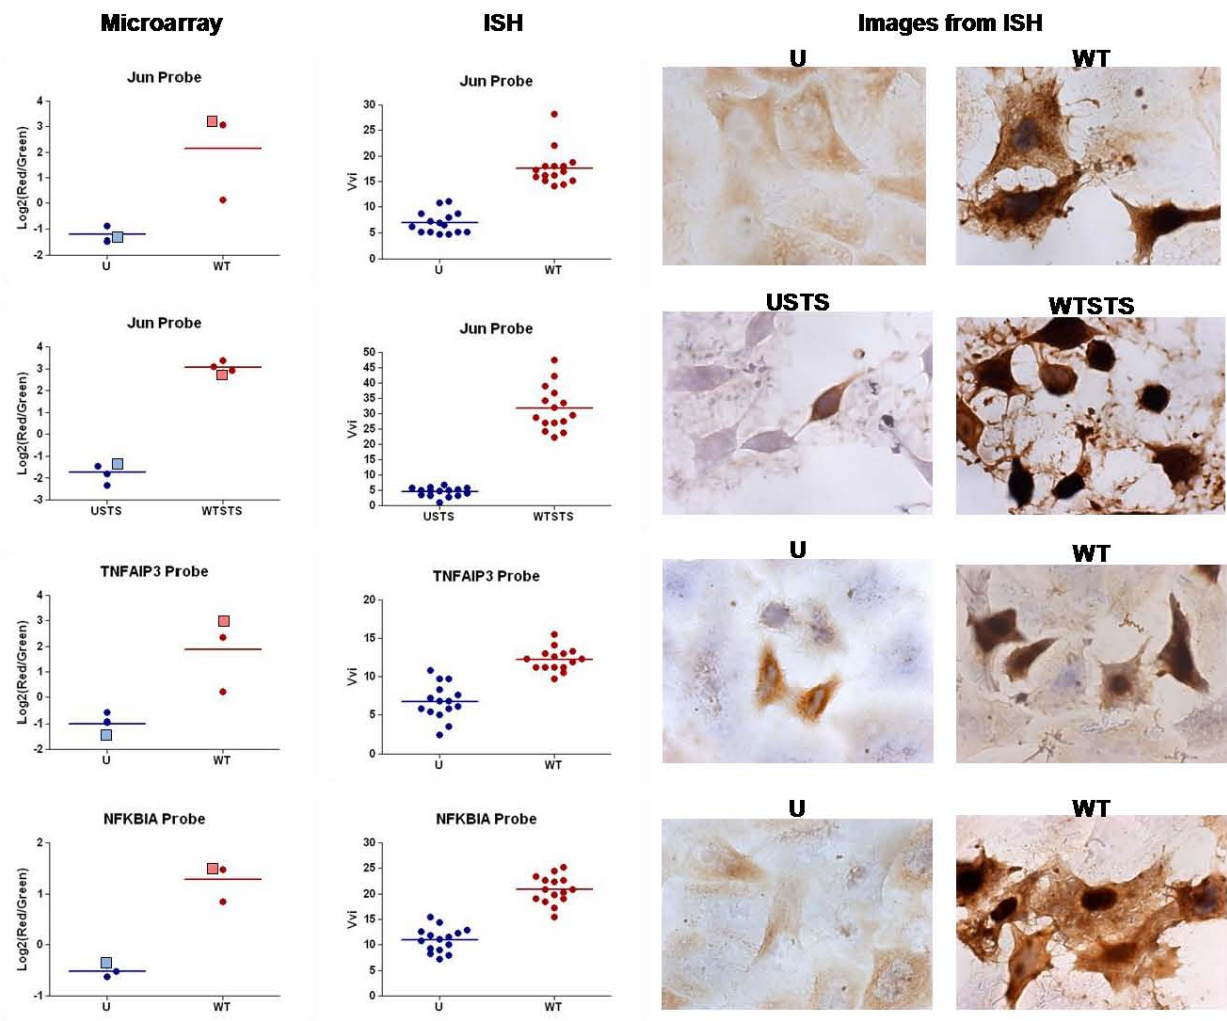 Microarray
ISH
Images from ISH
Jun Probe
Log2(Red/Green)
4
3
2
1
0
-1
-2
U
WT
Jun Probe
Vvi
30
25
20
15
10
5
0
U
WT
U
WT
Jun Probe
Log2(Red/Green)
4
3
2
1
0
-1
-2
-3
USTS
WTSTS
Jun Probe
Vvi
50
45
40
35
30
25
20
15
10
5
0
USTS
WTSTS
USTS
WTSTS
TNFAIP3 Probe
Log2(Red/Green)
4
3
2
1
0
-1
-2
U
WT
TNFAIP3 Probe
Vvi
20
15
10
5
0
U
WT
U
WT
NFKBIA Probe
Log2(Red/Green)
2
1
0
-1
U
WT
NFKBIA Probe
Vvi
30
25
20
15
10
5
0
U
WT
U
WT